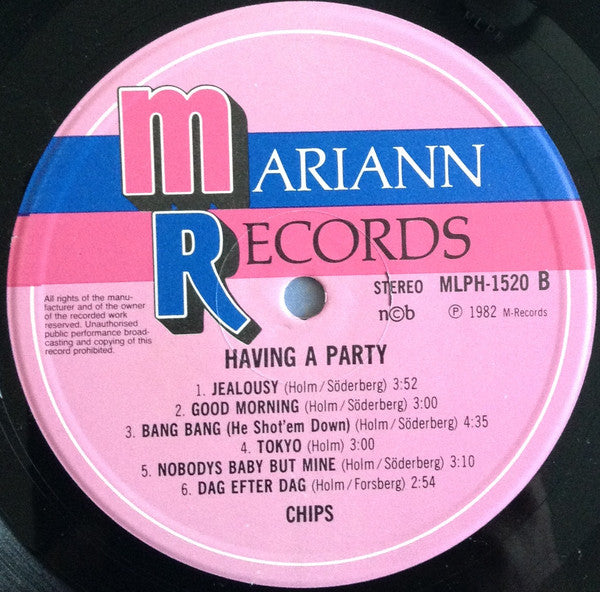 MARIANN
RECORDS
STEREO MLPH-1520 B
n©b ℗ 1982 M-Records
All rights of the manu-
facturer and of the owner
of the recorded work
reserved. Unauthorised
public performance broad-
casting and copying of this
record prohibited.
HAVING A PARTY
1. JEALOUSY (Holm/Söderberg) 3:52
2. GOOD MORNING (Holm/Söderberg) 3:00
3. BANG BANG (He Shot'em Down) (Holm/Söderberg) 4:35
4. TOKYO (Holm) 3:00
5. NOBODYS BABY BUT MINE (Holm/Söderberg) 3:10
6. DAG EFTER DAG (Holm/Forsberg) 2:54
CHIPS